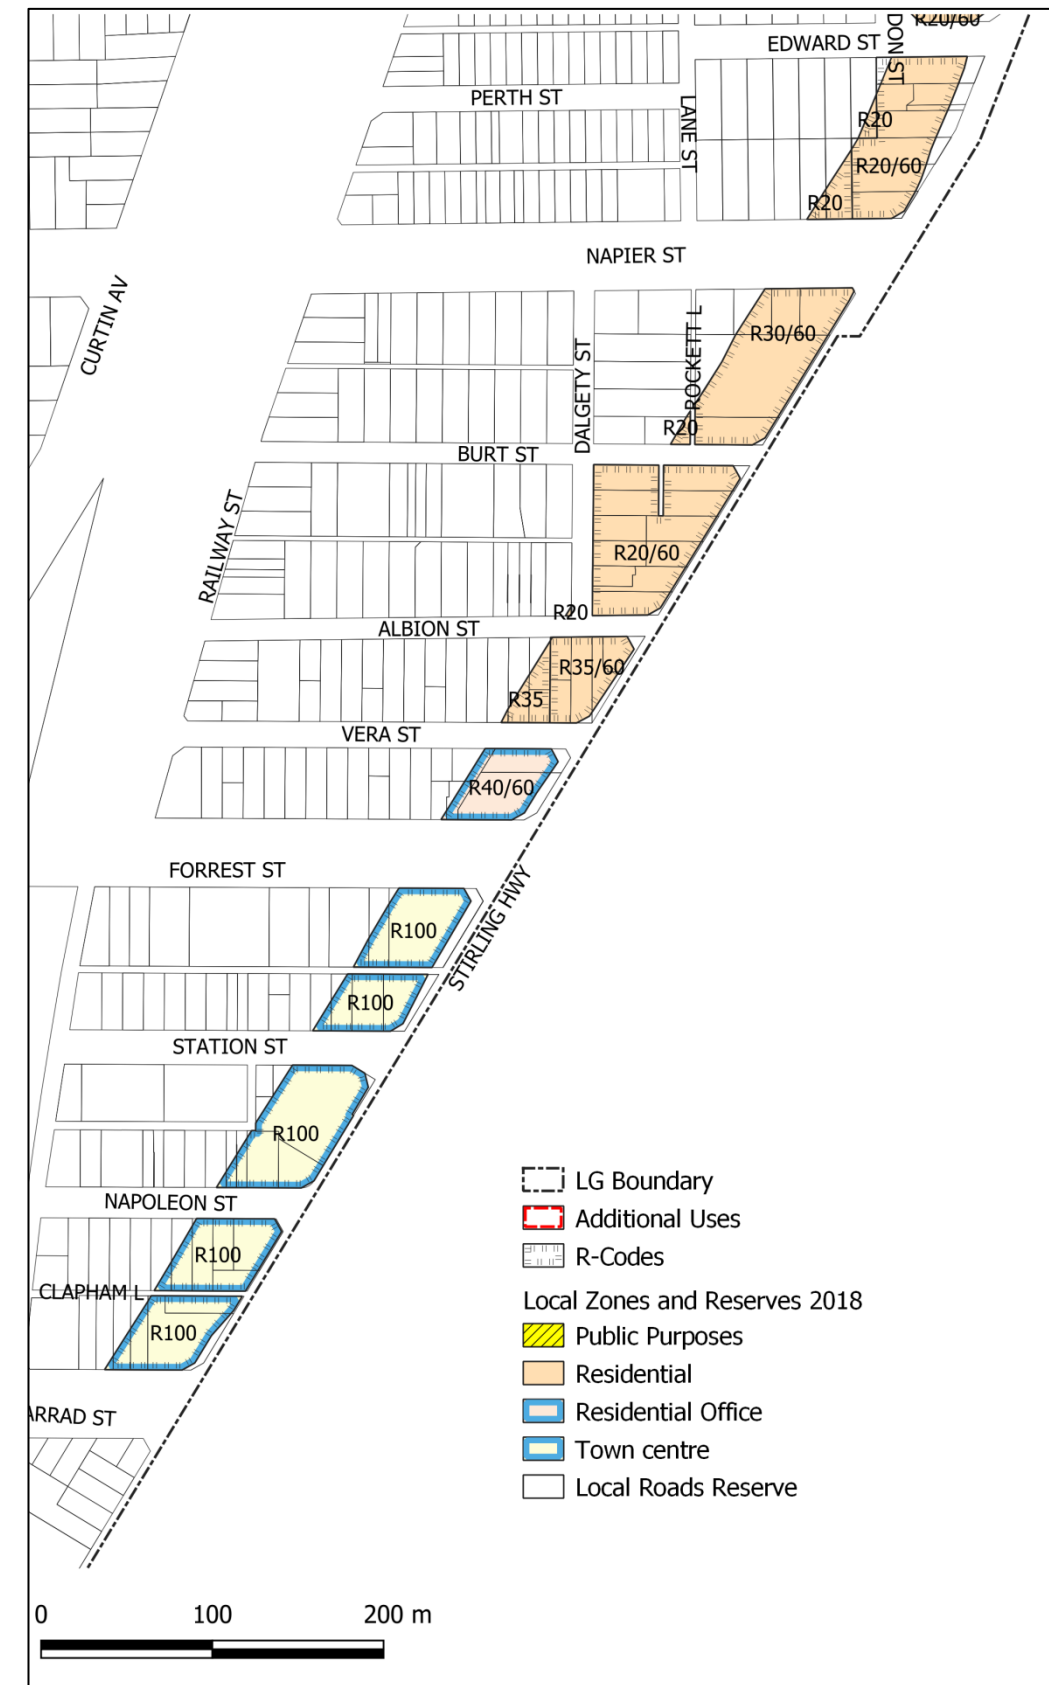 R20/60
DON ST
EDWARD ST
PERTH ST
LANE ST
R20
R20/60
R20
NAPIER ST
CURTIN AV
R30/60
ROCKETT L
DALGETY ST
R20
BURT ST
RAILWAY ST
R20/60
R20
ALBION ST
R35/60
R35
VERA ST
R40/60
FORREST ST
STIRLING HWY
R100
R100
STATION ST
R100
NAPOLEON ST
R100
CLAPHAM L
R100
ARRAD ST
LG Boundary
Additional Uses
R-Codes
Local Zones and Reserves 2018
Public Purposes
Residential
Residential Office
Town centre
Local Roads Reserve
0 100 200 m